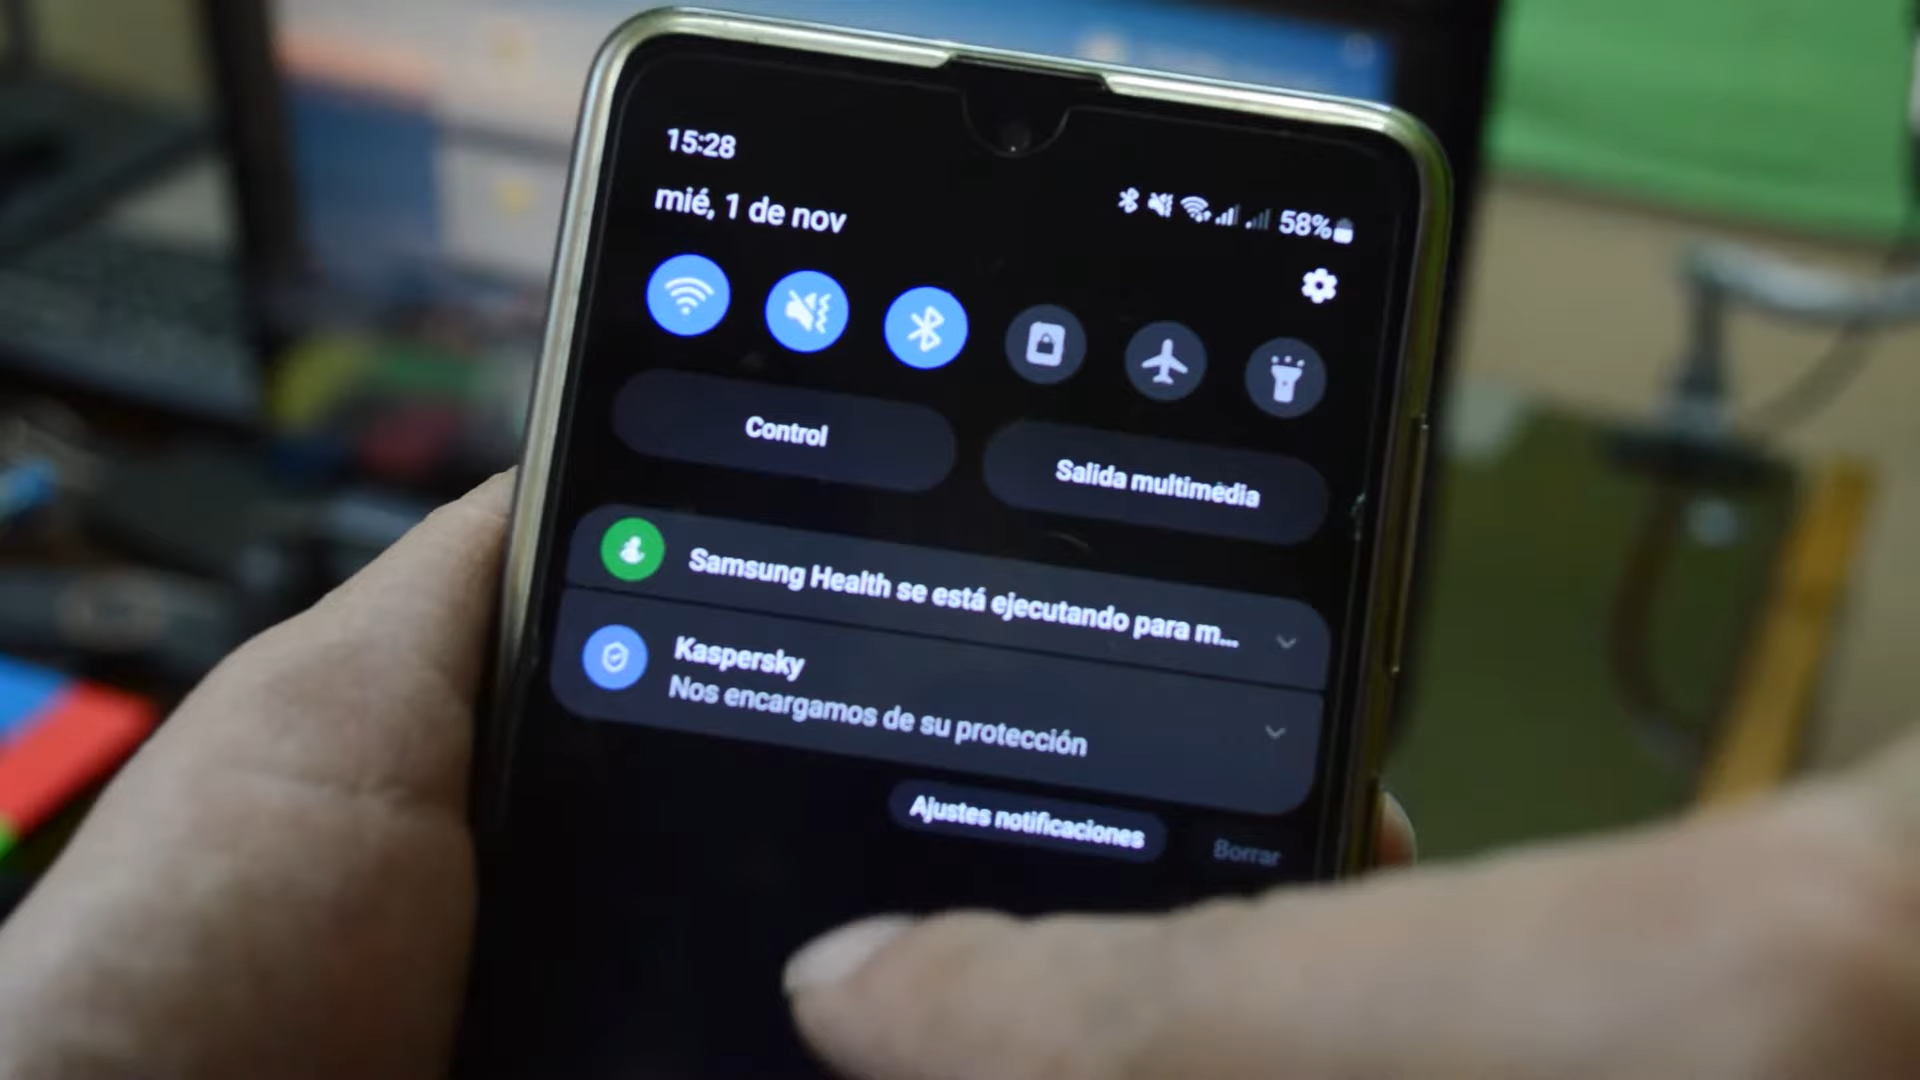 15:28
58%
mié, 1 de nov
Control
Salida multimedia
Samsung Health se está ejecutando para m...
Kaspersky
Nos encargamos de su protección
Ajustes notificaciones
Borrar